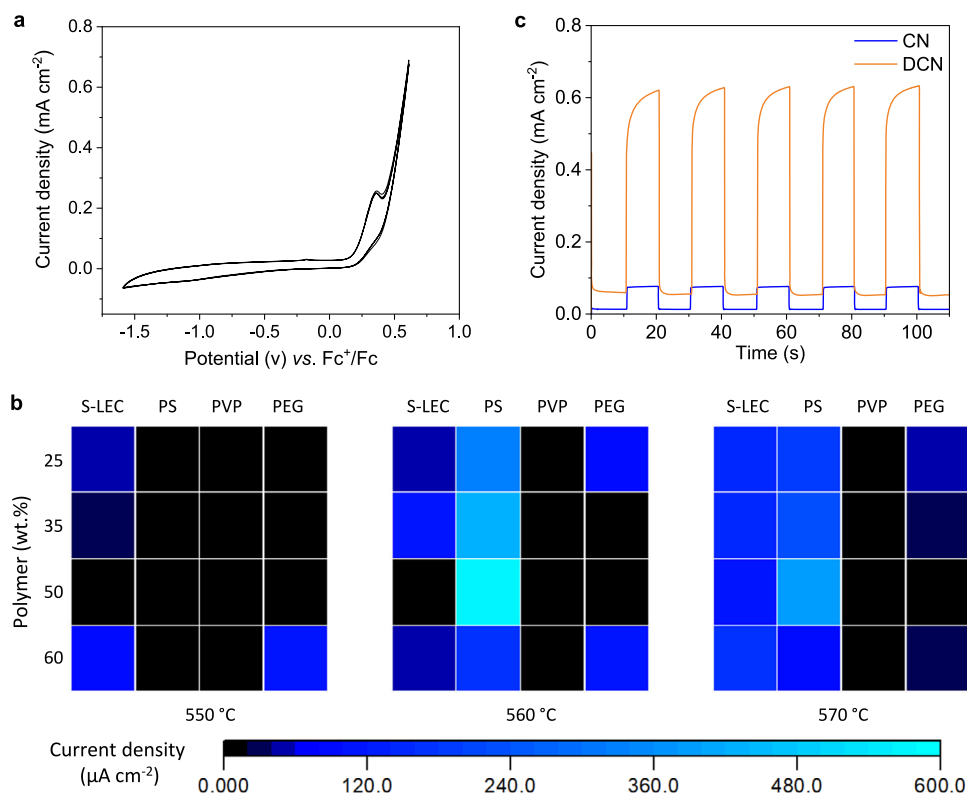 a
0.8
0.6
0.4
0.2
0.0
Current density (mA cm⁻²)
-1.5
-1.0
-0.5
0.0
0.5
1.0
Potential (v) vs. Fc⁺/Fc
c
CN
DCN
0.8
0.6
0.4
0.2
0.0
Current density (mA cm⁻²)
0
20
40
60
80
100
Time (s)
b
S-LEC PS PVP PEG
S-LEC PS PVP PEG
S-LEC PS PVP PEG
Polymer (wt.%)
25
35
50
60
550 °C
560 °C
570 °C
Current density
(µA cm⁻²)
0.000 120.0 240.0 360.0 480.0 600.0